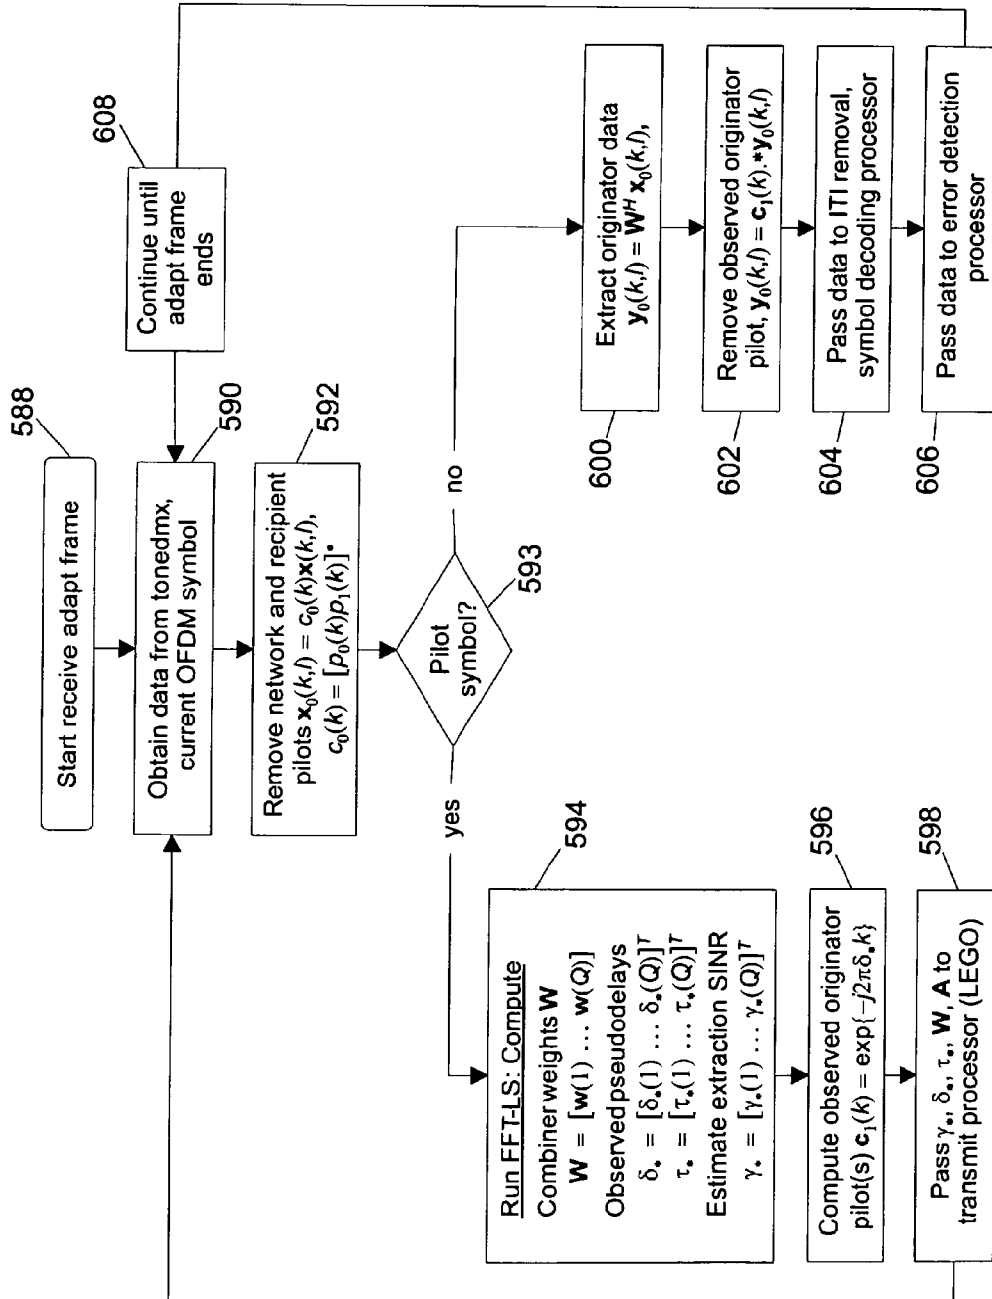 588
Start receive adapt frame
608
Continue until
adapt frame
ends
590
Obtain data from tonedmx,
current OFDM symbol
592
Remove network and recipient
pilots x₀(k,l) = c₀(k)x(k,l),
c₀(k) = [p₀(k)p₁(k)]*
593
Pilot
symbol?
yes
no
594
Run FFT-LS: Compute
Combiner weights W
W = [w(1) ... w(Q)]
Observed pseudodelays
δ* = [δ*(1) ... δ*(Q)]ᵀ
τ* = [τ*(1) ... τ*(Q)]ᵀ
Estimate extraction SINR
γ* = [γ*(1) ... γ*(Q)]ᵀ
596
Compute observed originator
pilot(s) c₁(k) = exp{-j2πδ*k}
598
Pass γ*, δ*, τ*, W, A to
transmit processor (LEGO)
600
Extract originator data
y₀(k,l) = Wᴴ x₀(k,l),
602
Remove observed originator
pilot, y₀(k,l) = c₁(k).*y₀(k,l)
604
Pass data to ITI removal,
symbol decoding processor
606
Pass data to error detection
processor